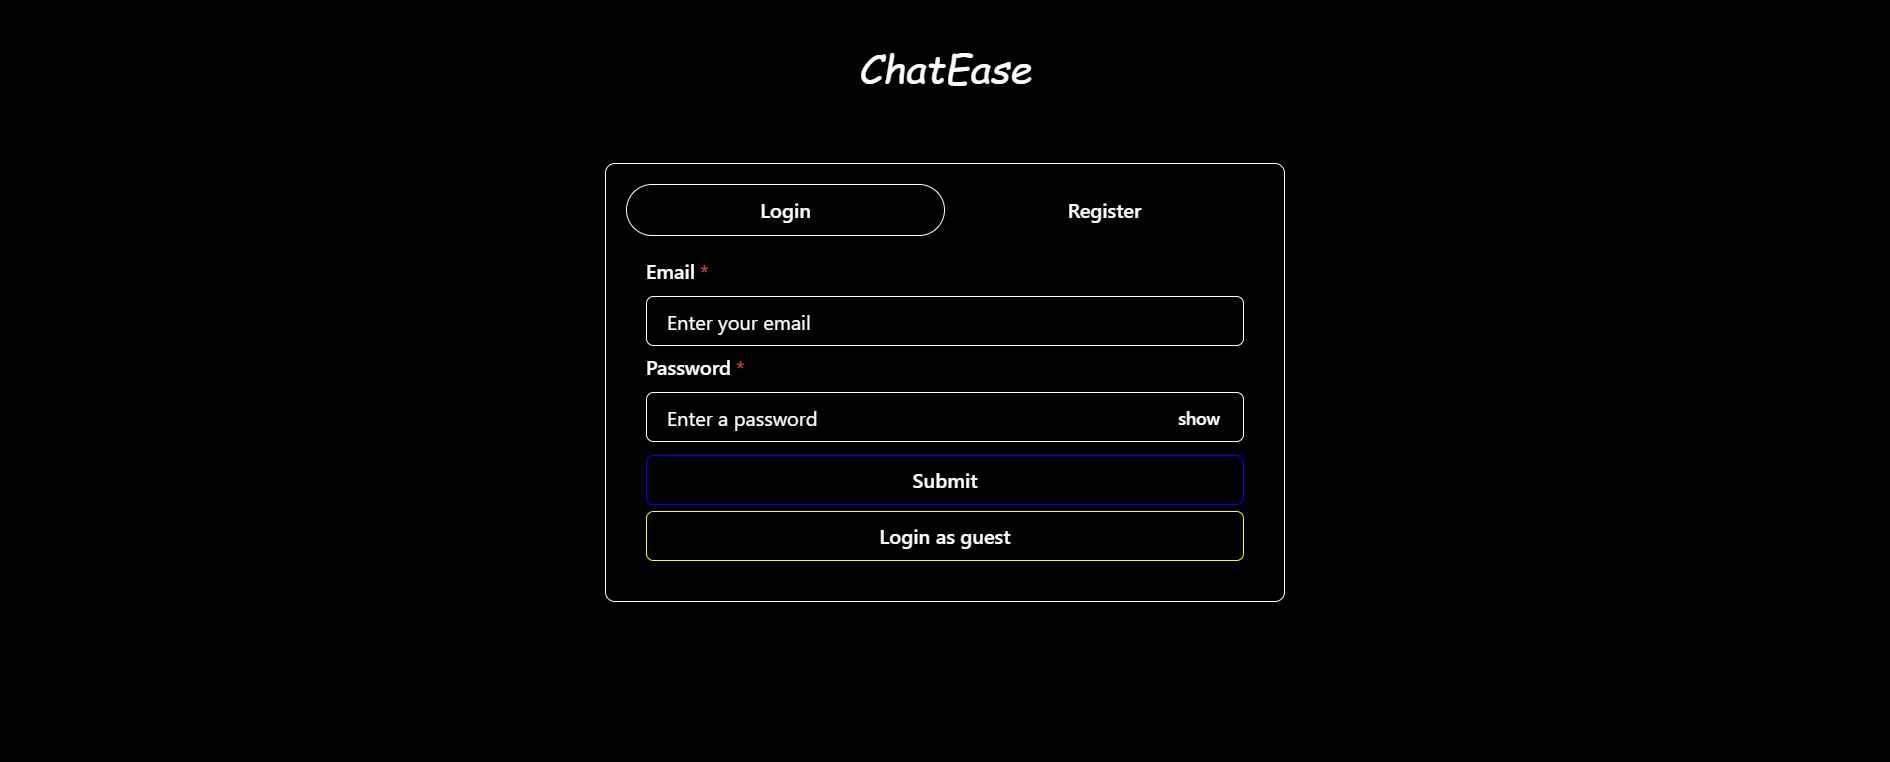 ChatEase
Login Register
Email *
Enter your email
Password *
Enter a password show
Submit
Login as guest